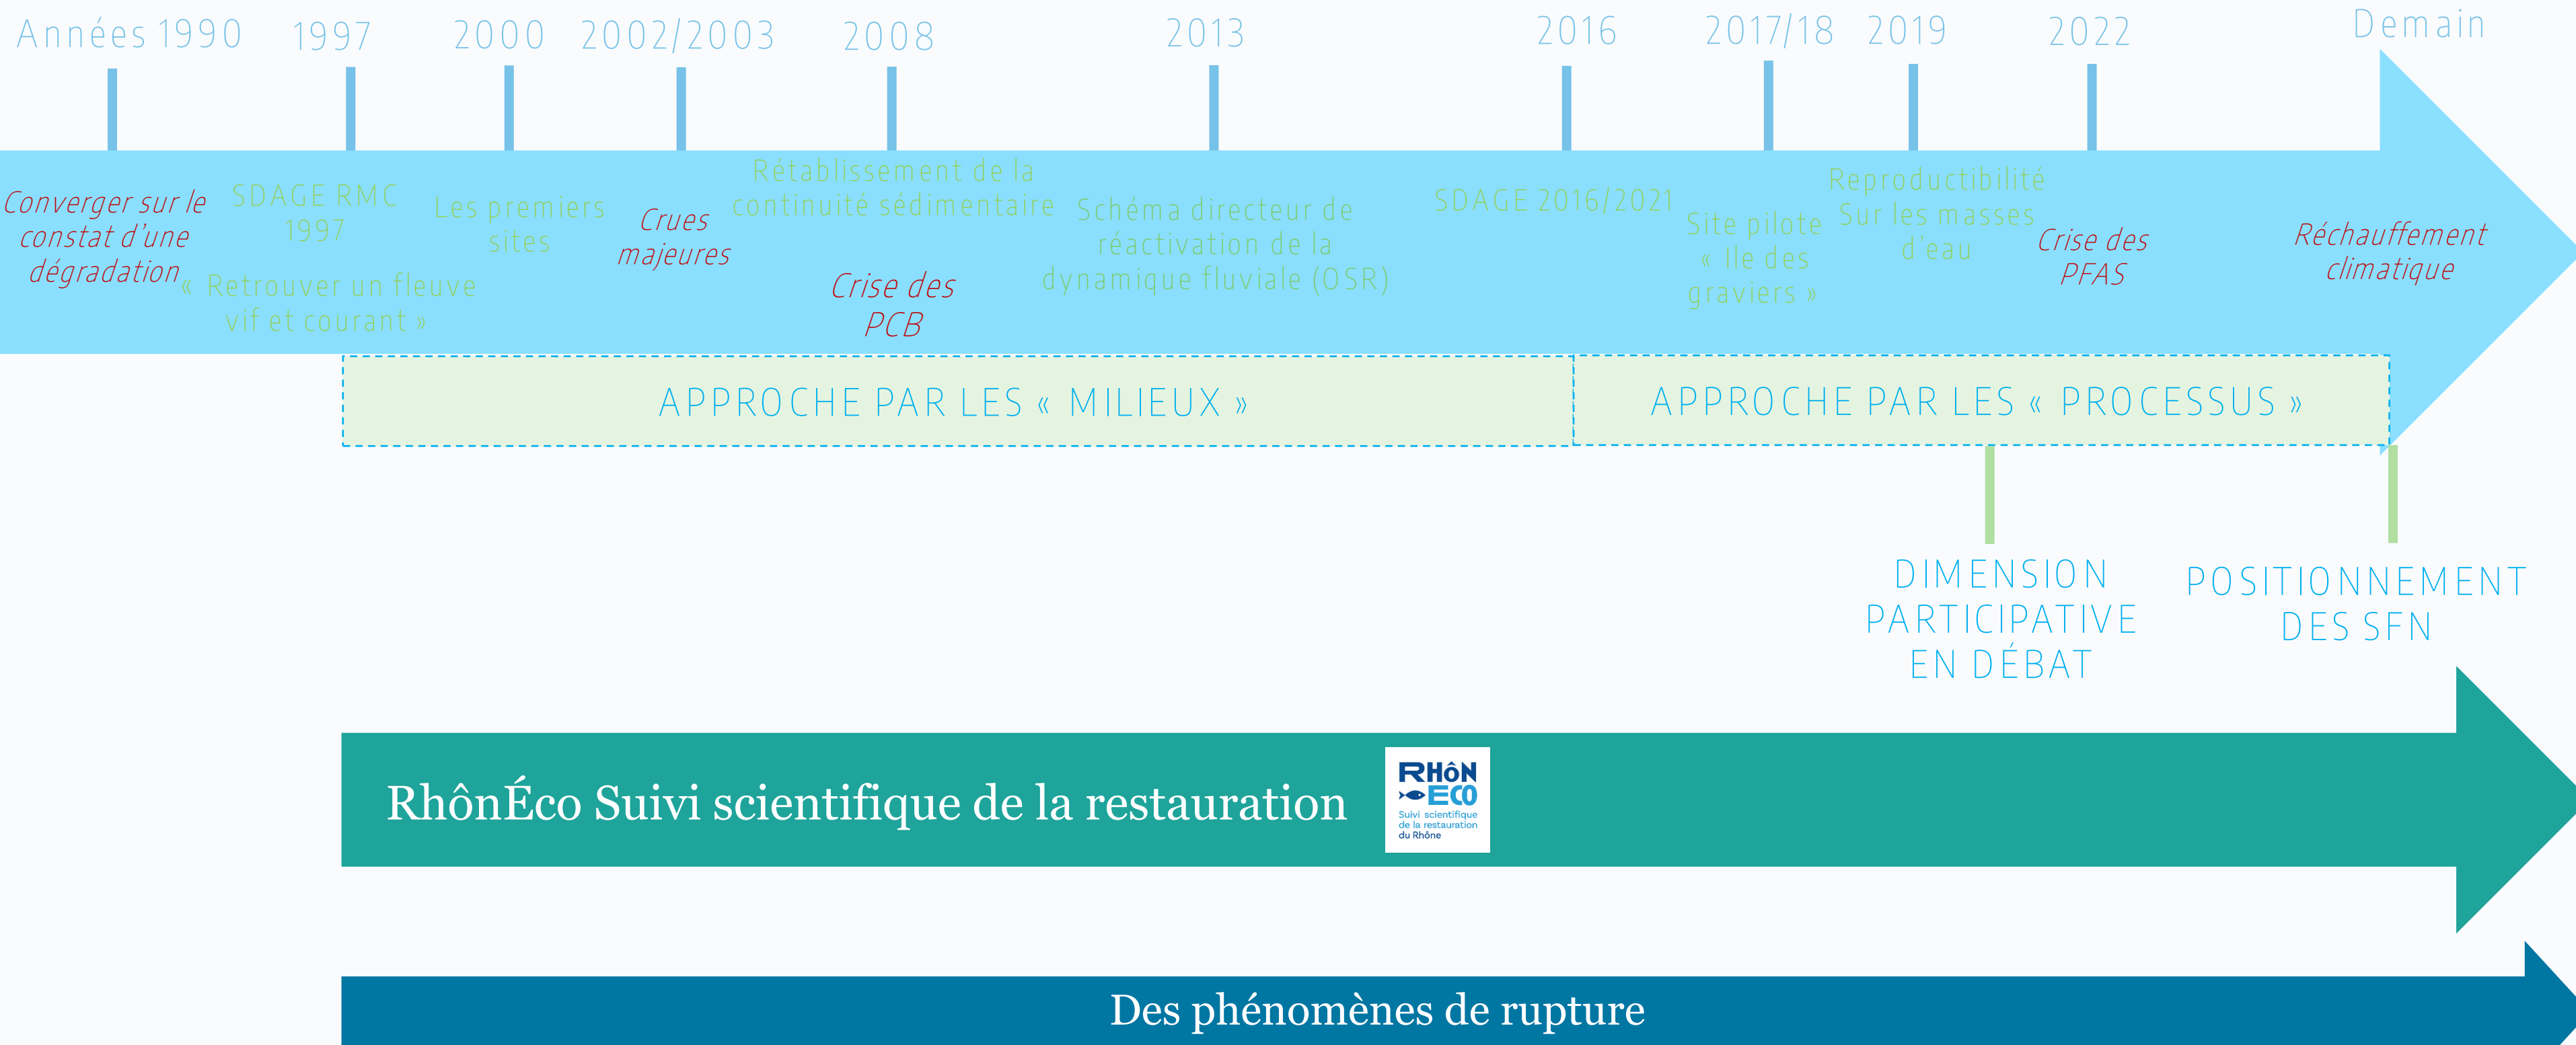 Années 1990
1997
2000
2002/2003
2008
2013
2016
2017/18
2019
2022
Demain
Converger sur le
constat d'une
dégradation
SDAGE RMC
1997
« Retrouver un fleuve
vif et courant »
Les premiers
sites
Crues
majeures
Rétablissement de la
continuité sédimentaire
Crise des
PCB
Schéma directeur de
réactivation de la
dynamique fluviale (OSR)
SDAGE 2016/2021
Site pilote
« Ile des
graviers »
Reproductibilité
Sur les masses
d'eau
Crise des
PFAS
Réchauffement
climatique
APPROCHE PAR LES « MILIEUX »
APPROCHE PAR LES « PROCESSUS »
DIMENSION
PARTICIPATIVE
EN DÉBAT
POSITIONNEMENT
DES SFN
RhônÉco Suivi scientifique de la restauration
RHôN
ECO
Suivi scientifique
de la restauration
du Rhône
Des phénomènes de rupture